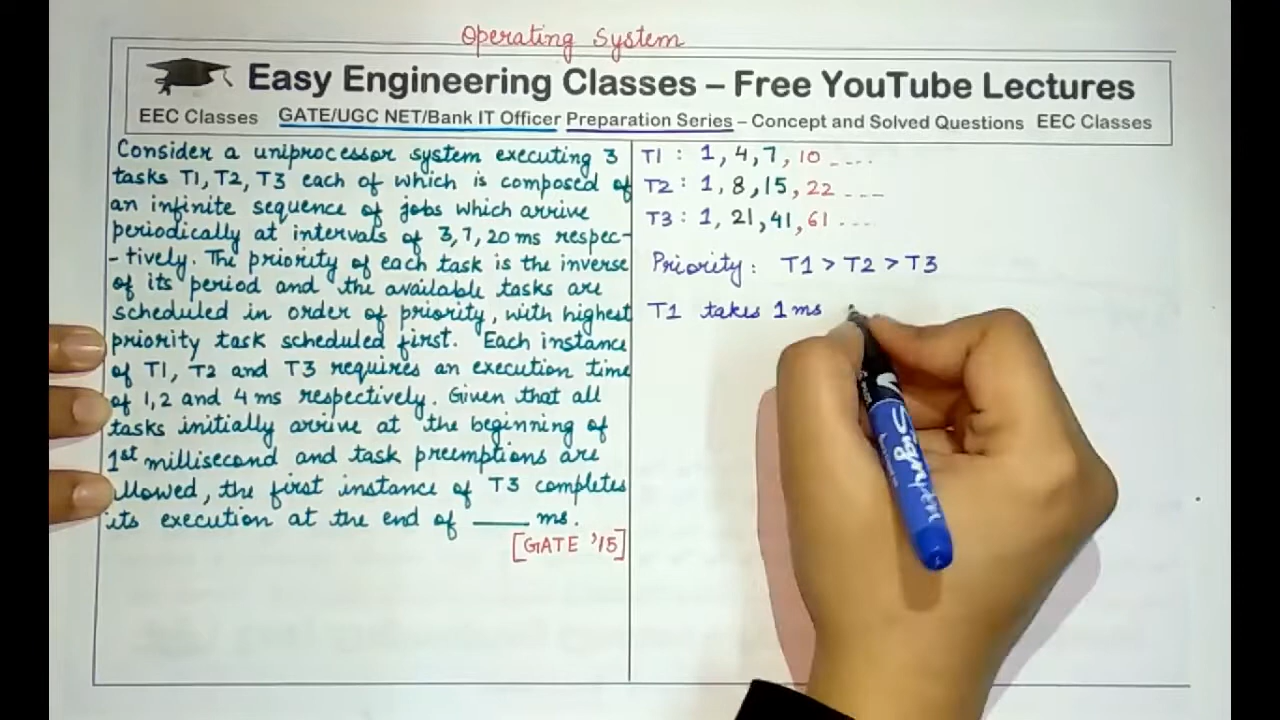 Operating System
Easy Engineering Classes – Free YouTube Lectures
EEC Classes GATE/UGC NET/Bank IT Officer Preparation Series – Concept and Solved Questions EEC Classes
Consider a uniprocessor system executing 3
tasks T1, T2, T3 each of which is composed of
an infinite sequence of jobs which arrive
periodically at intervals of 3, 7, 20 ms respec-
-tively. The priority of each task is the inverse
of its period and the available tasks are
scheduled in order of priority, with highest
priority task scheduled first. Each instance
of T1, T2 and T3 requires an execution time
of 1, 2 and 4 ms respectively. Given that all
tasks initially arrive at the beginning of
1st millisecond and task preemptions are
llowed, the first instance of T3 completes
its execution at the end of ____ ms.
[GATE '15]
T1 : 1, 4, 7, 10 ----
T2 : 1, 8, 15, 22 ---
T3 : 1, 21, 41, 61 ----
Priority: T1 > T2 > T3
T1 takes 1 ms